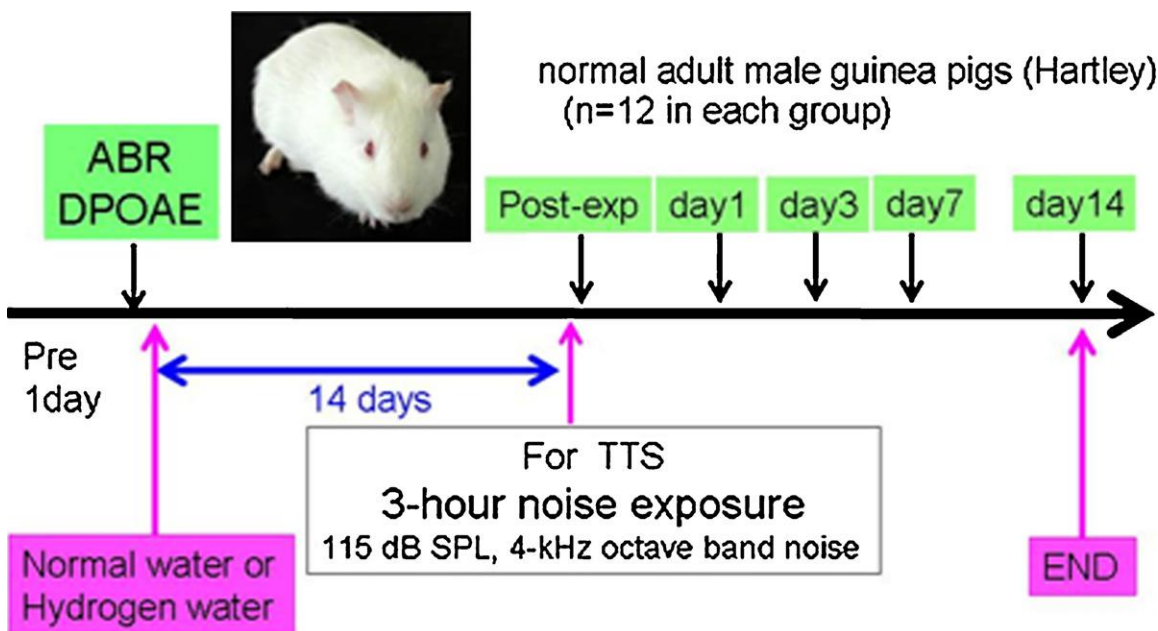 normal adult male guinea pigs (Hartley)
(n=12 in each group)
ABR
DPOAE
Post-exp
day1
day3
day7
day14
Pre
1day
14 days
For TTS
3-hour noise exposure
115 dB SPL, 4-kHz octave band noise
Normal water or
Hydrogen water
END